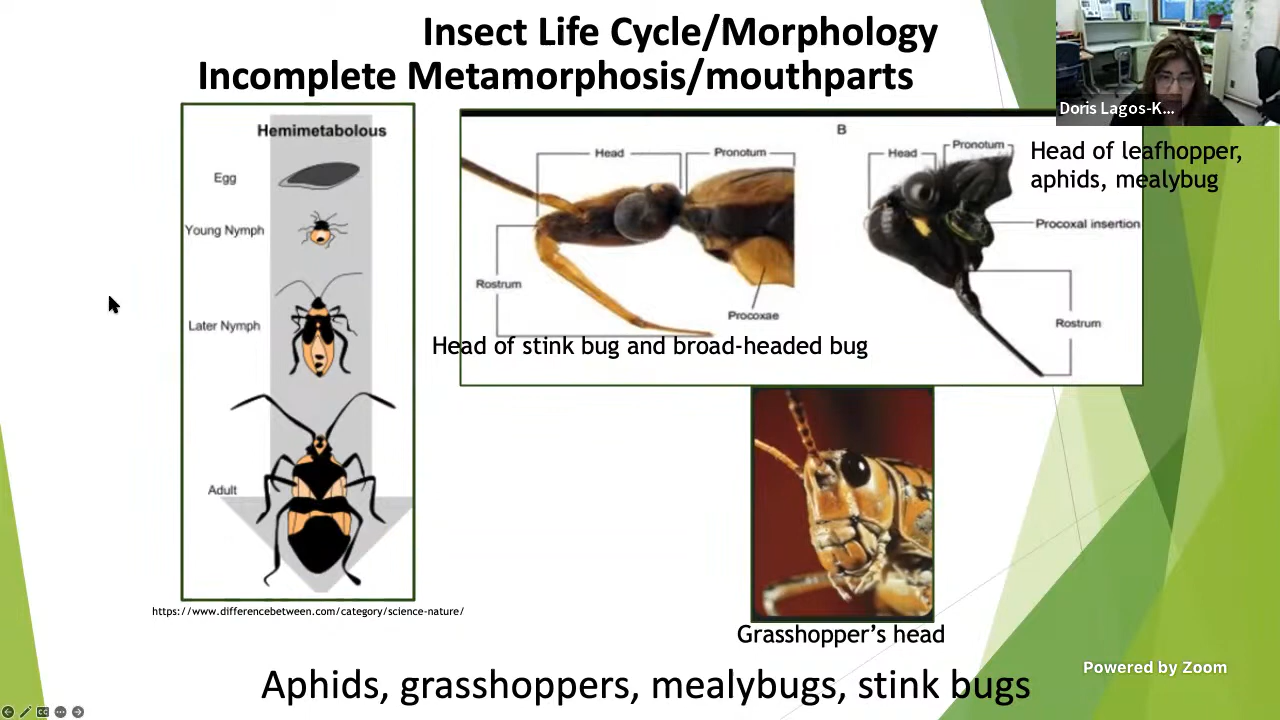 Insect Life Cycle/Morphology
Incomplete Metamorphosis/mouthparts
Doris Lagos-K...
Hemimetabolous
Egg
Young Nymph
Later Nymph
Adult
https://www.differencebetween.com/category/science-nature/
Head
Pronotum
Rostrum
Procoxae
B
Head
Pronotum
Procoxal insertion
Rostrum
Head of leafhopper,
aphids, mealybug
Head of stink bug and broad-headed bug
Grasshopper’s head
Aphids, grasshoppers, mealybugs, stink bugs
Powered by Zoom
CC